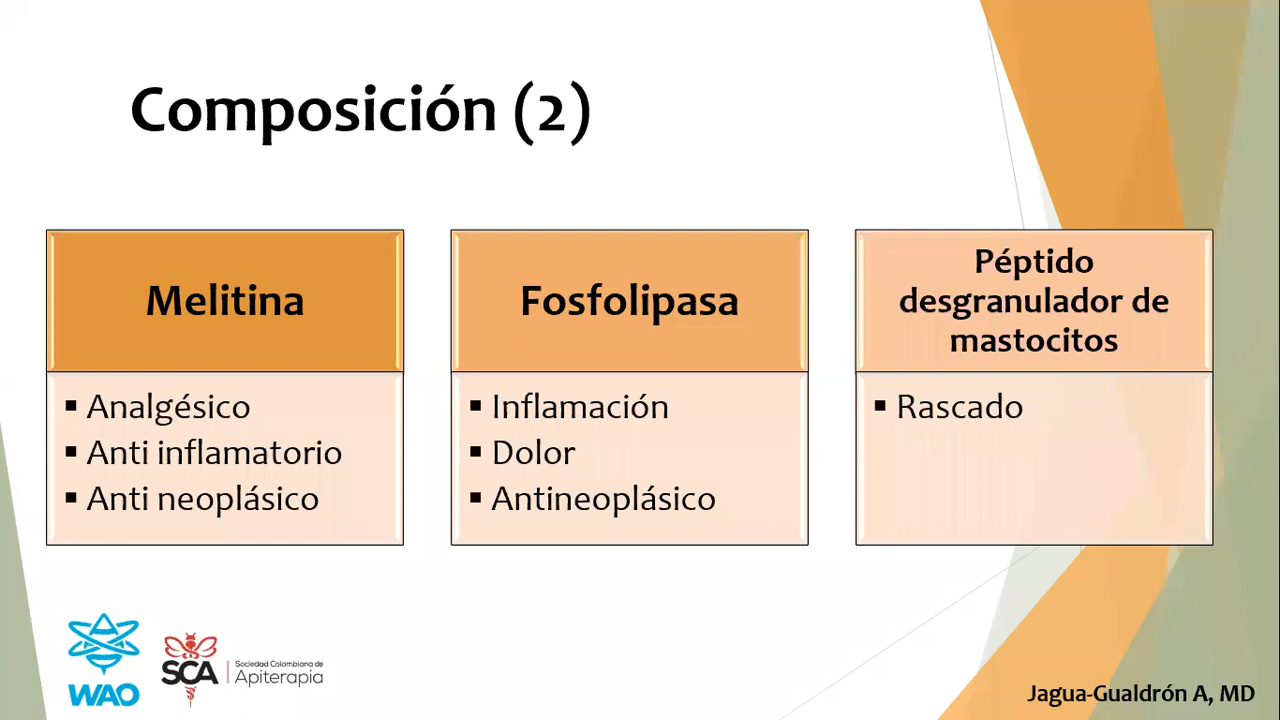 Composición (2)
Melitina
Analgésico
Anti inflamatorio
Anti neoplásico
Fosfolipasa
Inflamación
Dolor
Antineoplásico
Péptido
desgranulador de
mastocitos
Rascado
WAO
SCA
Sociedad Colombiana de
Apiterapia
Jagua-Gualdrón A, MD